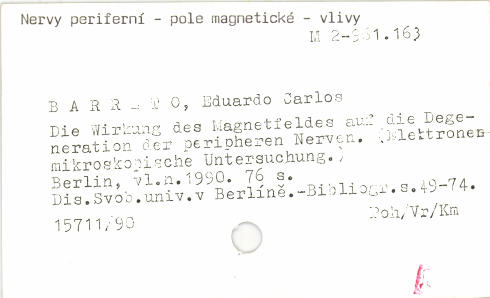 Nervy periferní - pole magnetické - vlivy
M 2-961.163
B A R R E T O, Eduardo Carlos
Die Wirkung des Magnetfeldes auf die Dege-
neration der peripheren Nerven. (Elektronen
mikroskopische Untersuchung.)
Berlin, vl.n.1990. 76 s.
Dis.Svob.univ.v Berlíně.-Bibliogr.s.49-74.
15711/90
Poh/Vr/Km